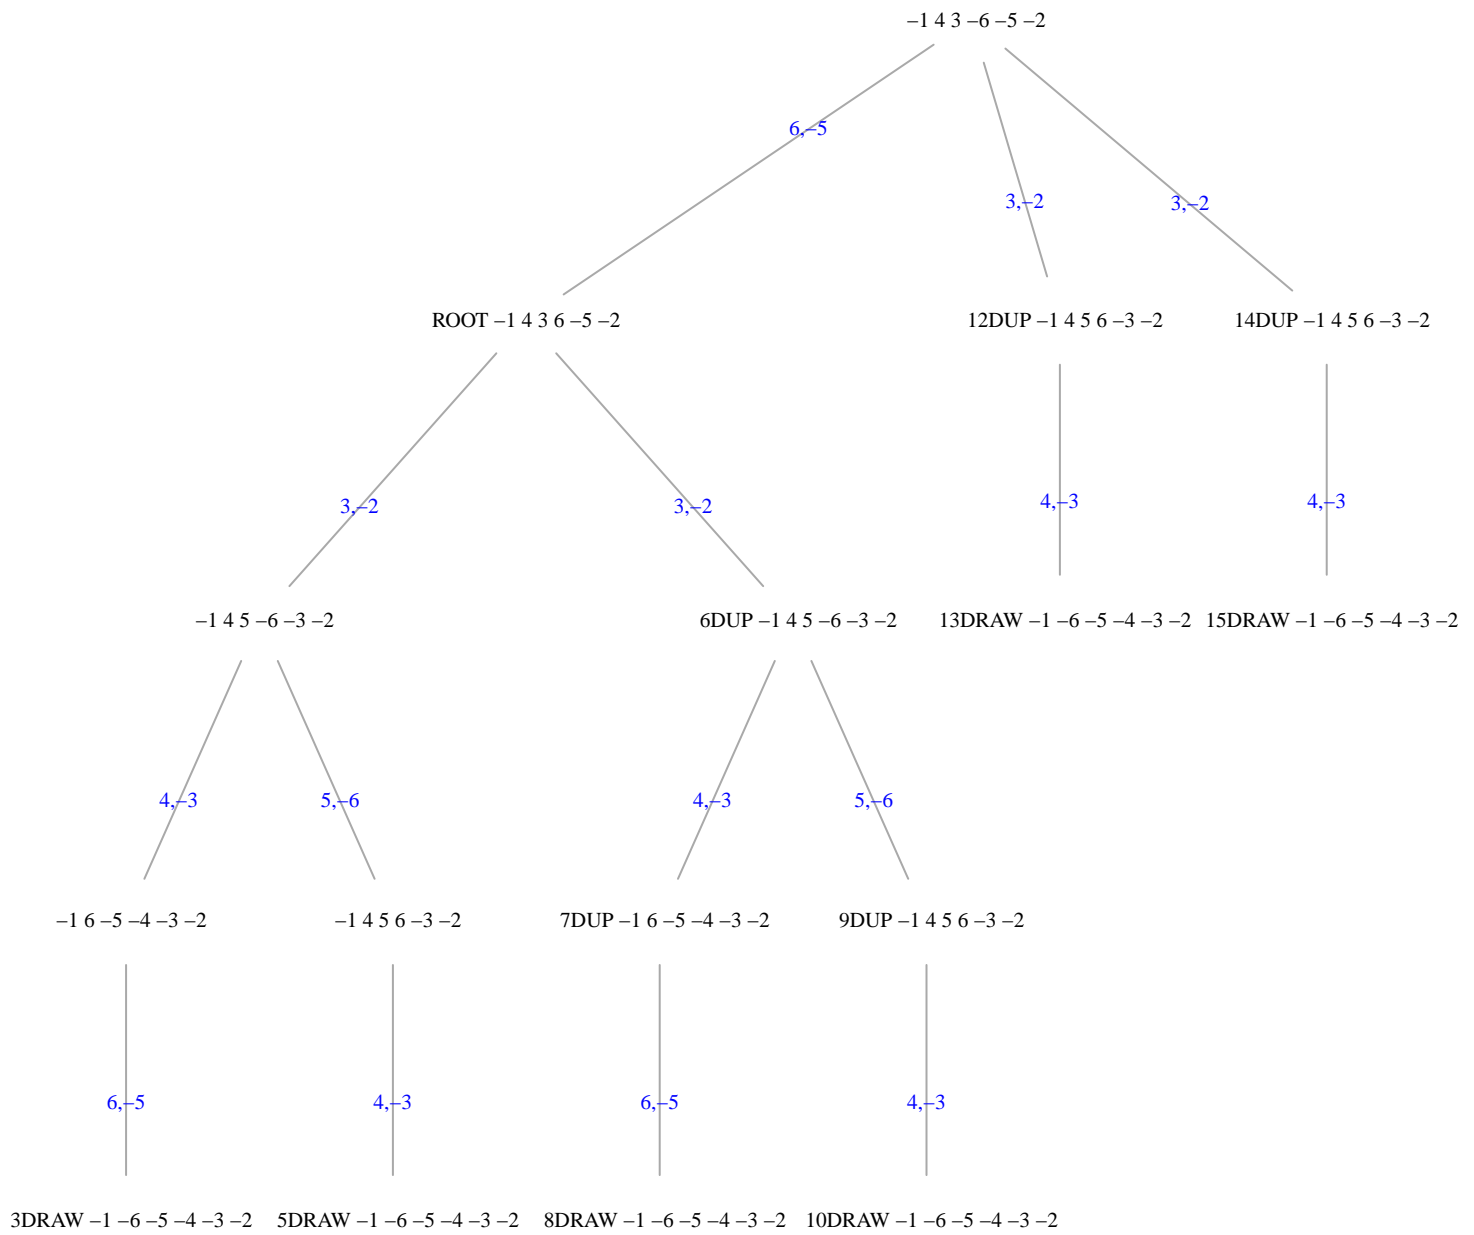 –1 4 3 –6 –5 –2
6,–5
3,–2
3,–2
ROOT –1 4 3 6 –5 –2
12DUP –1 4 5 6 –3 –2
14DUP –1 4 5 6 –3 –2
3,–2
3,–2
4,–3
4,–3
–1 4 5 –6 –3 –2
6DUP –1 4 5 –6 –3 –2
13DRAW –1 –6 –5 –4 –3 –2
15DRAW –1 –6 –5 –4 –3 –2
4,–3
5,–6
4,–3
5,–6
–1 6 –5 –4 –3 –2
–1 4 5 6 –3 –2
7DUP –1 6 –5 –4 –3 –2
9DUP –1 4 5 6 –3 –2
6,–5
4,–3
6,–5
4,–3
3DRAW –1 –6 –5 –4 –3 –2
5DRAW –1 –6 –5 –4 –3 –2
8DRAW –1 –6 –5 –4 –3 –2
10DRAW –1 –6 –5 –4 –3 –2